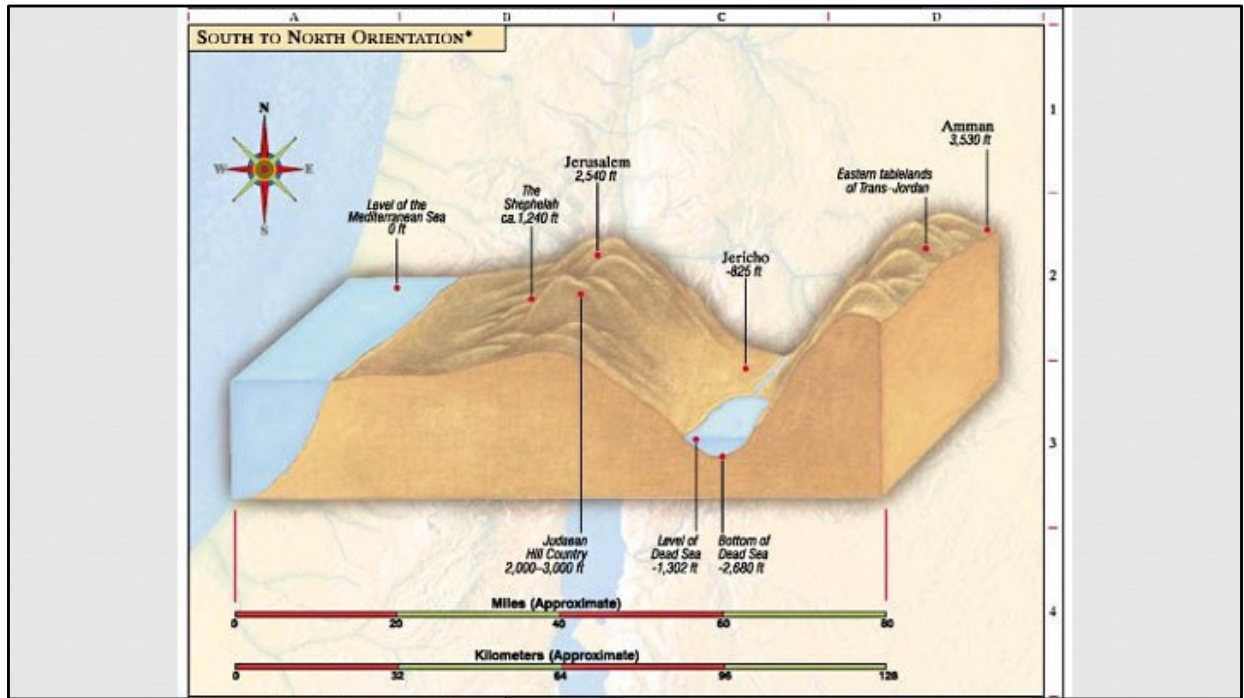 A B C D
SOUTH TO NORTH ORIENTATION*
N
W E
S
1
2
3
4
Level of the
Mediterranean Sea
0 ft
The
Shephelah
ca. 1,240 ft
Jerusalem
2,540 ft
Jericho
-825 ft
Eastern tablelands
of Trans-Jordan
Amman
3,530 ft
Judaean
Hill Country
2,000–3,000 ft
Level of
Dead Sea
-1,302 ft
Bottom of
Dead Sea
-2,680 ft
Miles (Approximate)
0 20 40 60 80
Kilometers (Approximate)
0 32 64 96 128